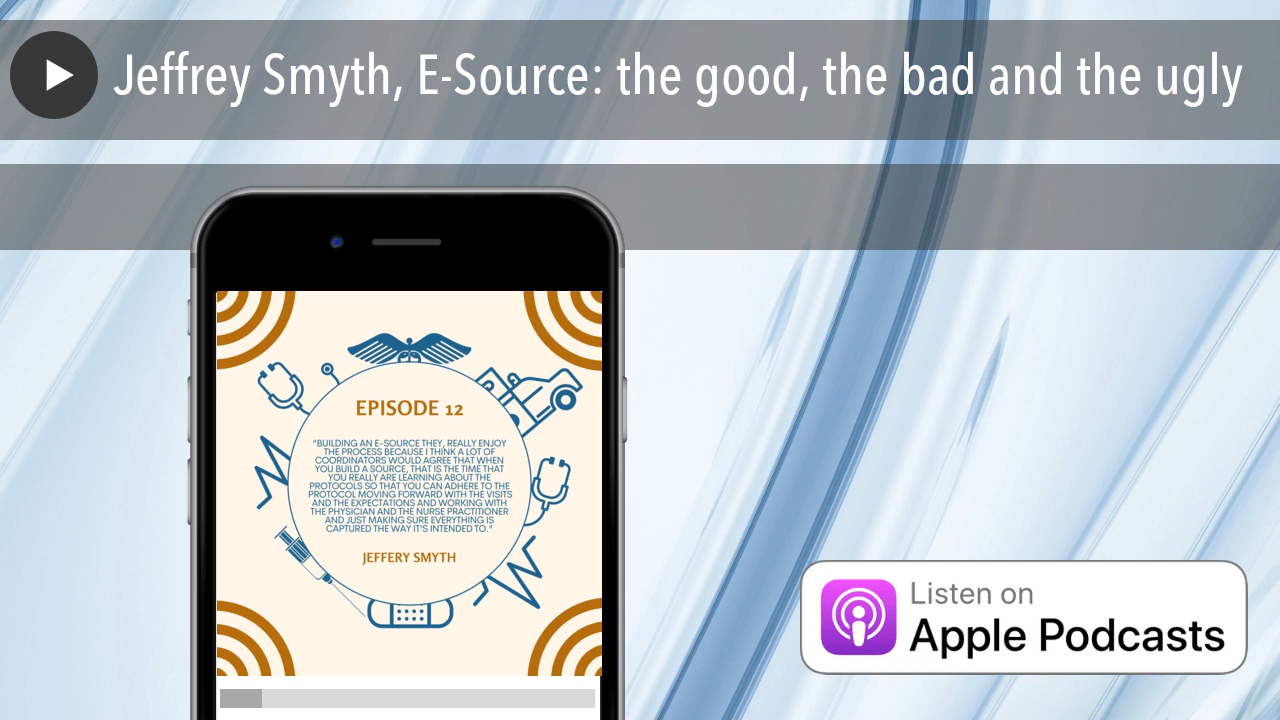 Jeffrey Smyth, E-Source: the good, the bad and the ugly
EPISODE 12
"BUILDING AN E-SOURCE THEY, REALLY ENJOY
THE PROCESS BECAUSE I THINK A LOT OF
COORDINATORS WOULD AGREE THAT WHEN
YOU BUILD A SOURCE, THAT IS THE TIME THAT
YOU REALLY ARE LEARNING ABOUT THE
PROTOCOLS SO THAT YOU CAN ADHERE TO THE
PROTOCOL MOVING FORWARD WITH THE VISITS
AND THE EXPECTATIONS AND WORKING WITH
THE PHYSICIAN AND THE NURSE PRACTITIONER
AND JUST MAKING SURE EVERYTHING IS
CAPTURED THE WAY IT'S INTENDED TO."
JEFFERY SMYTH
Listen on
Apple Podcasts